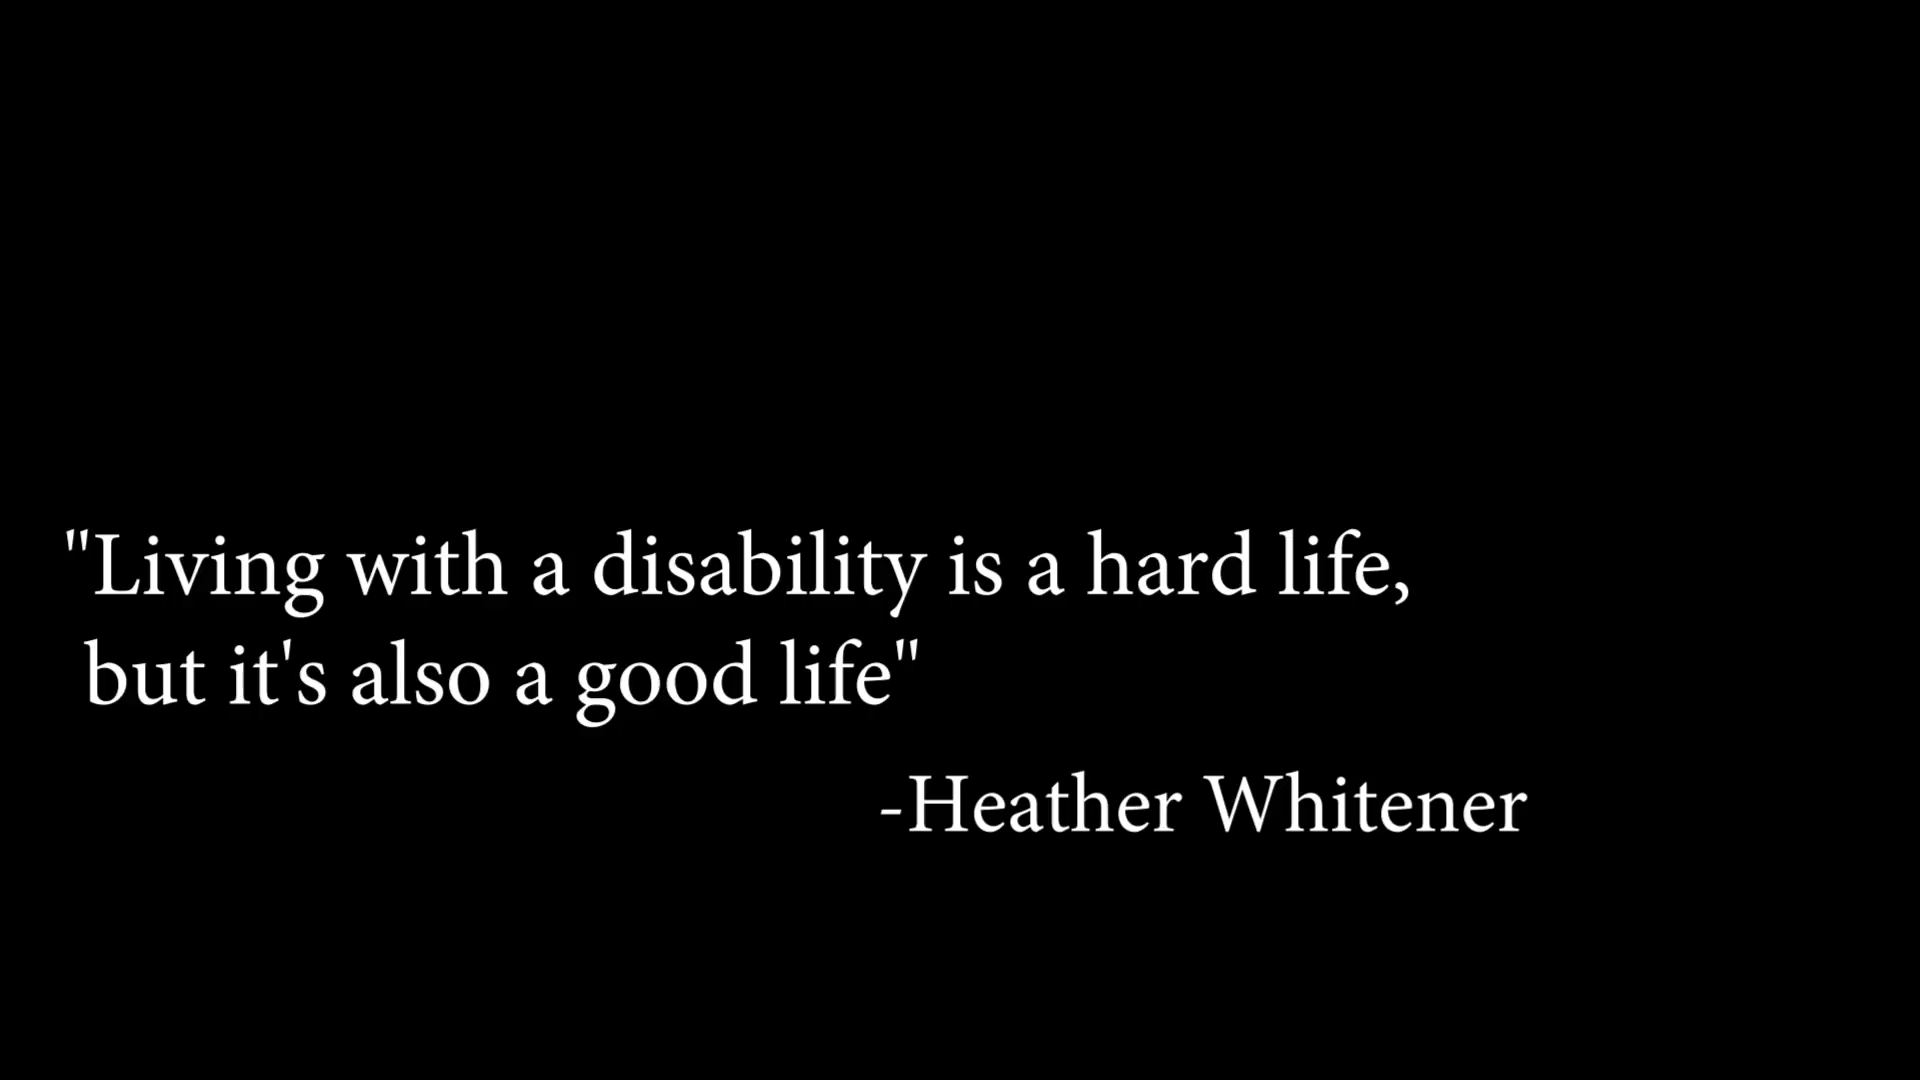 "Living with a disability is a hard life,
but it's also a good life"
-Heather Whitener